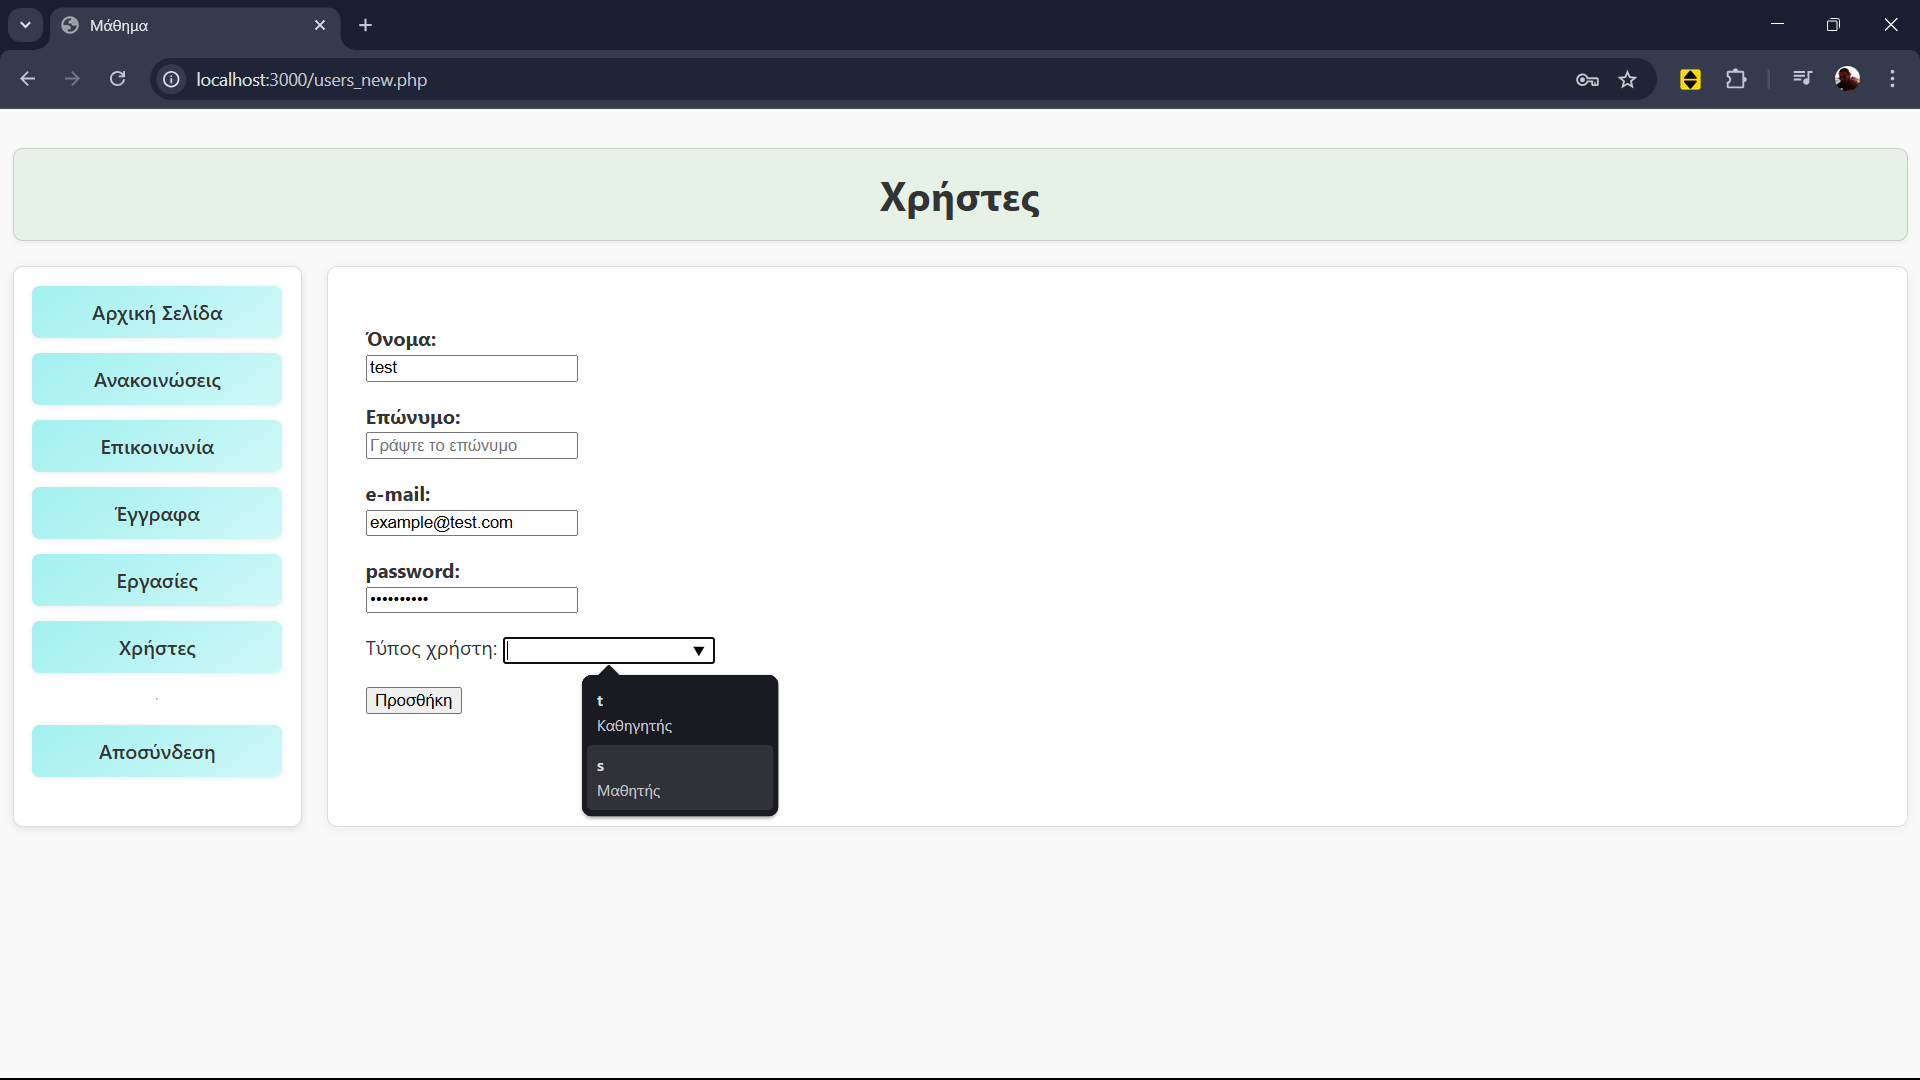 Μάθημα
localhost:3000/users_new.php
Χρήστες
Αρχική Σελίδα
Ανακοινώσεις
Επικοινωνία
Έγγραφα
Εργασίες
Χρήστες
Αποσύνδεση
Όνομα:
test
Επώνυμο:
Γράψτε το επώνυμο
e-mail:
example@test.com
password:
••••••••••
Τύπος χρήστη:
t
Καθηγητής
s
Μαθητής
Προσθήκη